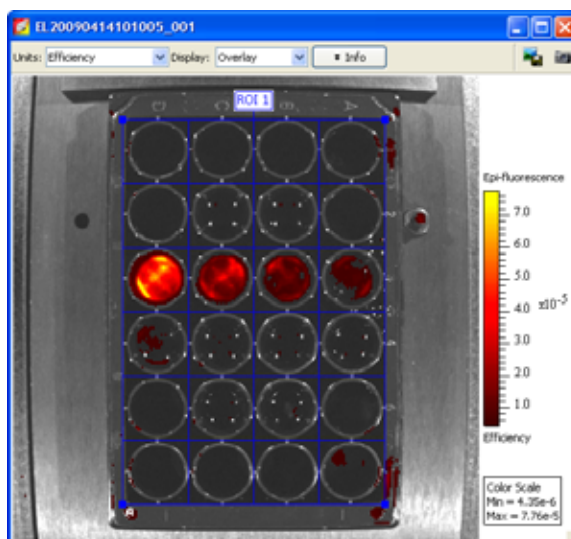 EL20090414101005_001
Units: Efficiency Display: Overlay Info
D C B A
ROI 1
Epi-fluorescence
7.0
6.0
5.0
4.0
x10⁻⁵
3.0
2.0
1.0
Efficiency
Color Scale
Min = 4.35e-6
Max = 7.76e-5